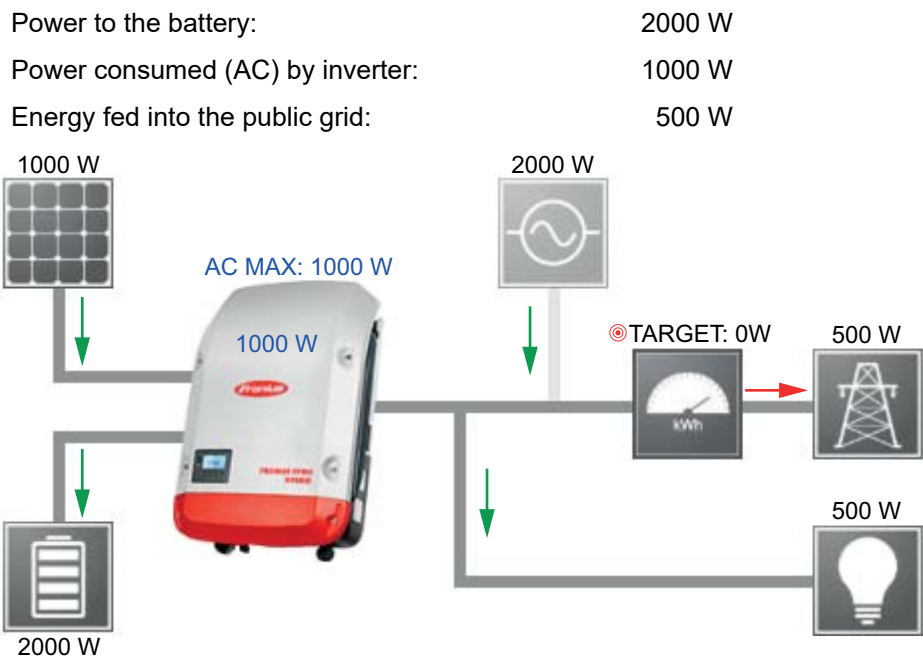 Power to the battery: 2000 W
Power consumed (AC) by inverter: 1000 W
Energy fed into the public grid: 500 W
1000 W
2000 W
AC MAX: 1000 W
1000 W
TARGET: 0W
500 W
Fronius
kWh
500 W
2000 W